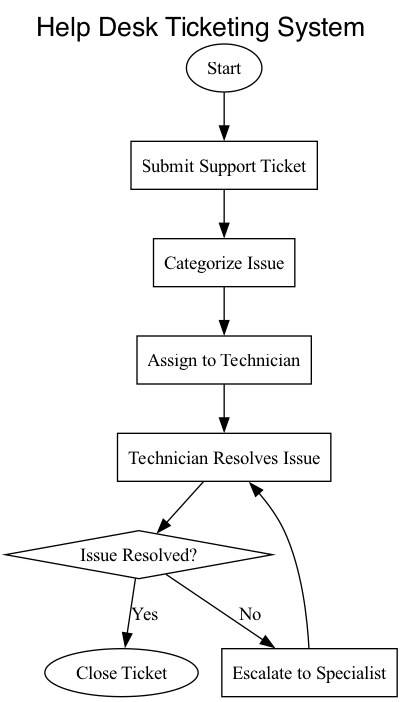 Help Desk Ticketing System
Start
Submit Support Ticket
Categorize Issue
Assign to Technician
Technician Resolves Issue
Issue Resolved?
Yes
No
Close Ticket
Escalate to Specialist